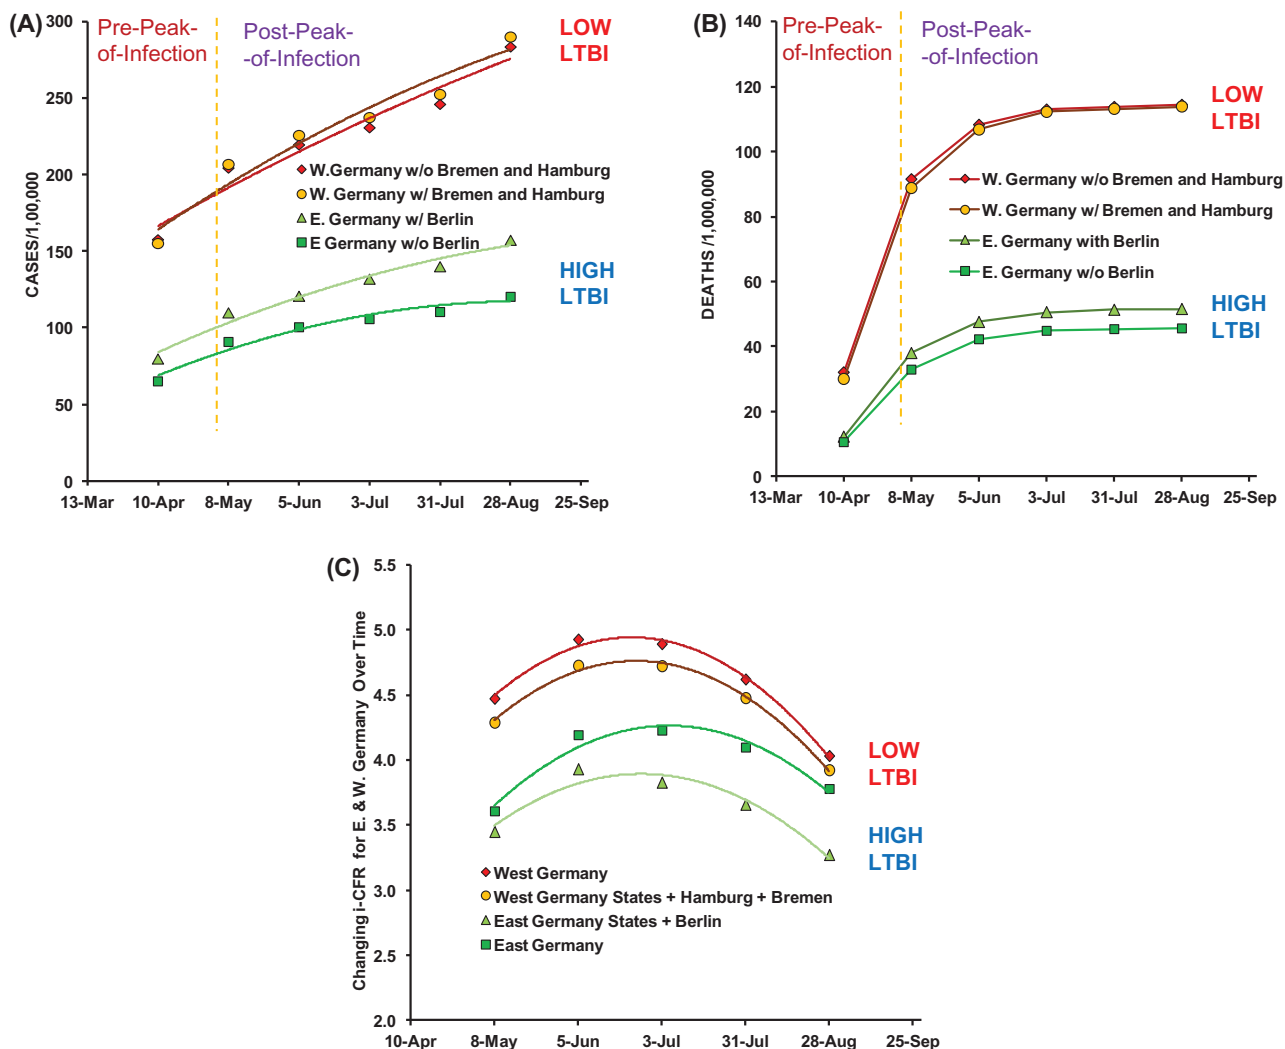 (A)
Pre-Peak-
of-Infection
Post-Peak-
-of-Infection
LOW
LTBI
CASES/1,00,000
300
250
200
150
100
50
0
W.Germany w/o Bremen and Hamburg
W. Germany w/ Bremen and Hamburg
E. Germany w/ Berlin
E Germany w/o Berlin
HIGH
LTBI
13-Mar 10-Apr 8-May 5-Jun 3-Jul 31-Jul 28-Aug 25-Sep
(B)
Pre-Peak-
of-Infection
Post-Peak-
-of-Infection
LOW
LTBI
DEATHS /1,000,000
140
120
100
80
60
40
20
0
W. Germany w/o Bremen and Hamburg
W. Germany w/ Bremen and Hamburg
E. Germany with Berlin
E. Germany w/o Berlin
HIGH
LTBI
13-Mar 10-Apr 8-May 5-Jun 3-Jul 31-Jul 28-Aug 25-Sep
(C)
Changing i-CFR for E. & W. Germany Over Time
5.5
5.0
4.5
4.0
3.5
3.0
2.5
2.0
LOW
LTBI
HIGH
LTBI
West Germany
West Germany States + Hamburg + Bremen
East Germany States + Berlin
East Germany
10-Apr 8-May 5-Jun 3-Jul 31-Jul 28-Aug 25-Sep